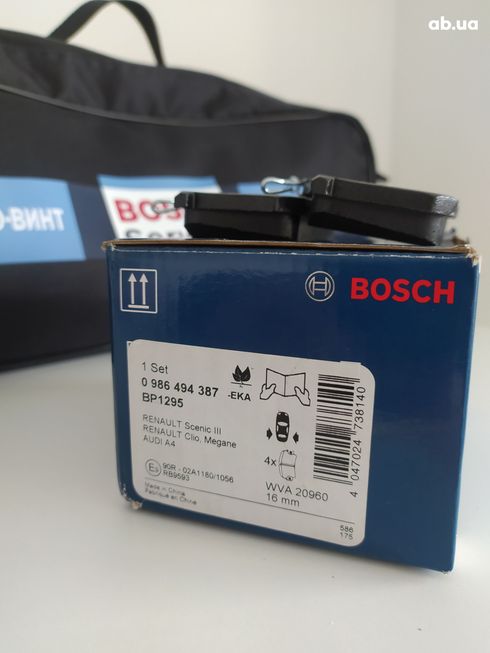 ab.ua
О-ВИНТ
BOSCH
1 Set
0 986 494 387
BP1295
-EKA
RENAULT Scenic III
RENAULT Clio, Megane
AUDI A4
4x
90R - 02A1180/1056
RB9593
Made in China
Fabriqué en Chine
WVA 20960
16 mm
4 047024 738140
586
175